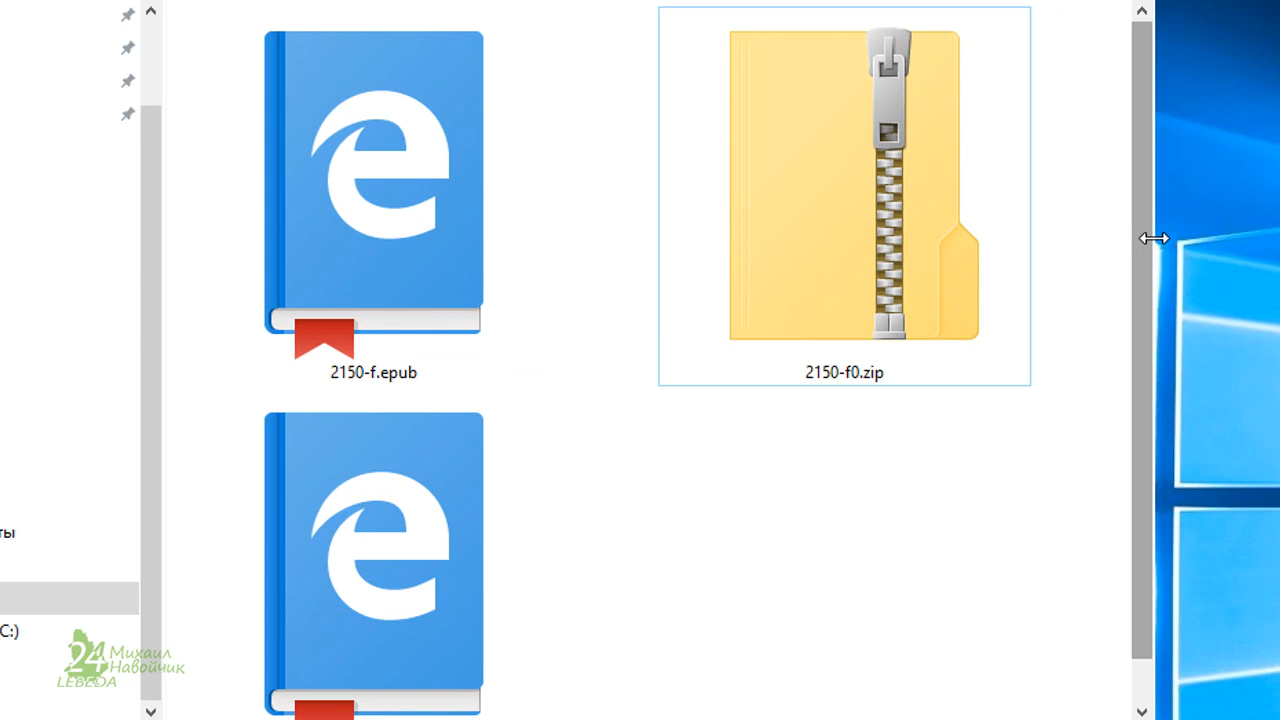 2150-f.epub
2150-f0.zip
ты
C:)
24
Михаил
Навойчик
LEBEDA